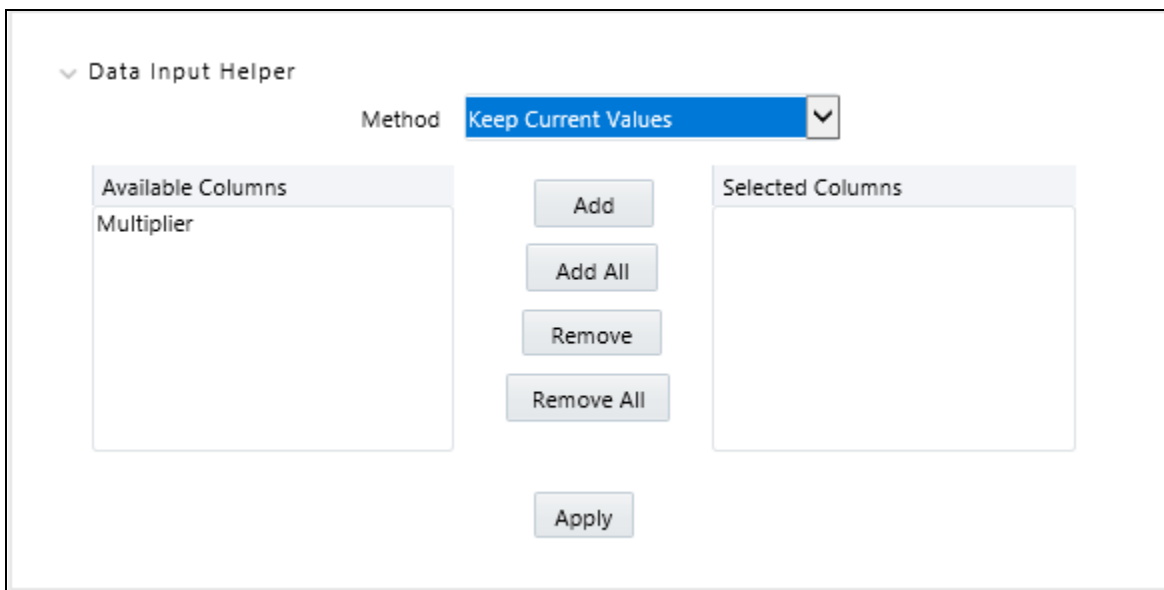 Data Input Helper
Method Keep Current Values
Available Columns
Multiplier
Add
Add All
Remove
Remove All
Selected Columns
Apply